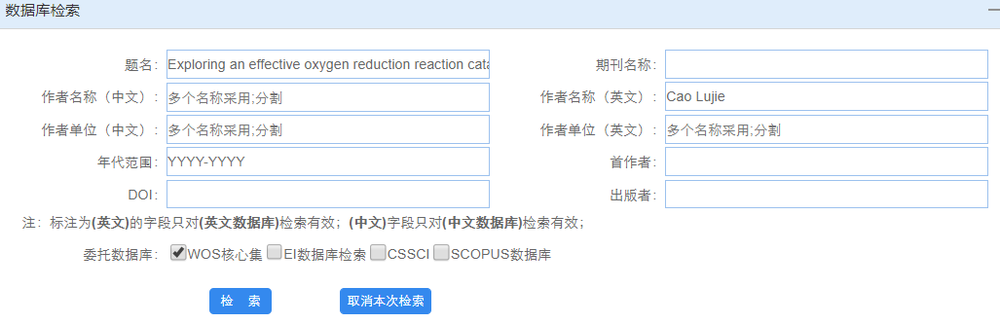 数据库检索
题名： Exploring an effective oxygen reduction reaction cata 期刊名称：
作者名称（中文）： 多个名称采用;分割 作者名称（英文）： Cao Lujie
作者单位（中文）： 多个名称采用;分割 作者单位（英文）： 多个名称采用;分割
年代范围： YYYY-YYYY 首作者：
DOI： 出版者：
注：标注为(英文)的字段只对(英文数据库)检索有效；(中文)字段只对(中文数据库)检索有效；
委托数据库： WOS核心集 EI数据库检索 CSSCI SCOPUS数据库
检 索 取消本次检索